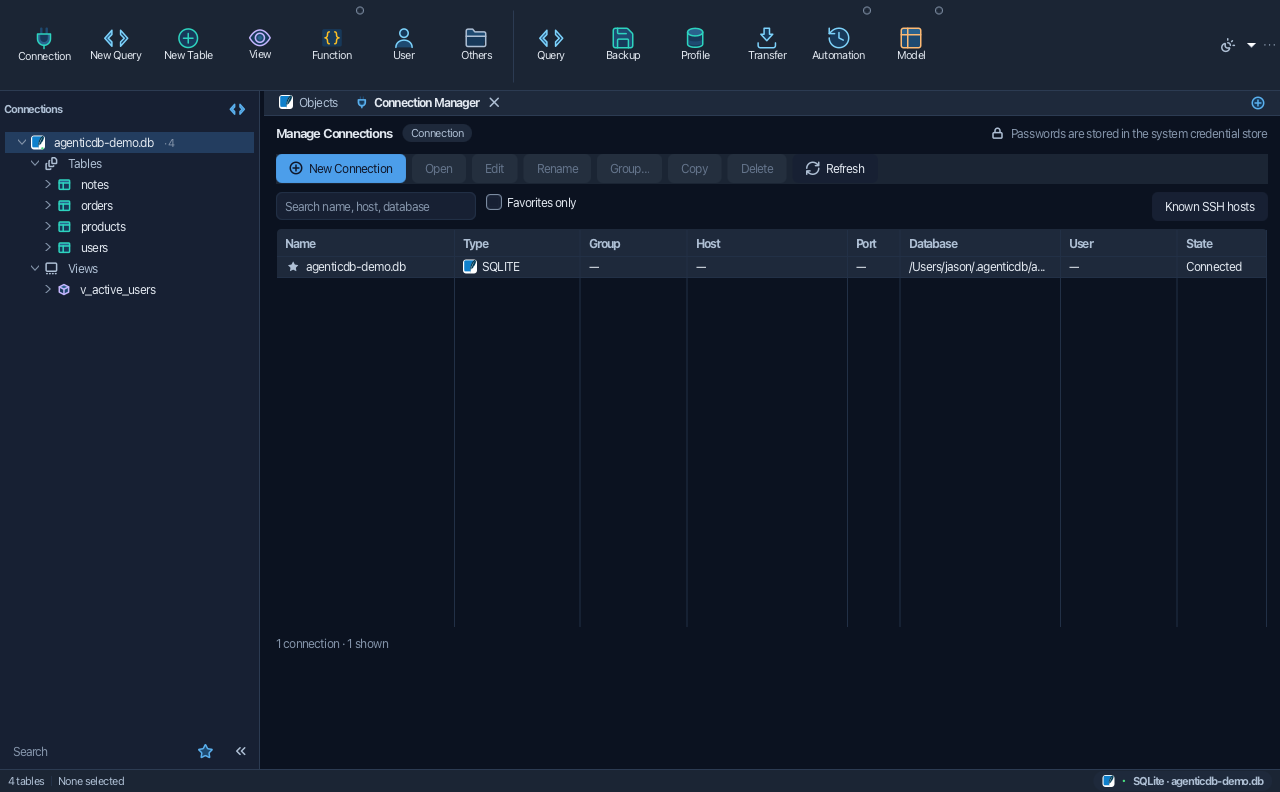 Connection New Query New Table View Function User Others Query Backup Profile Transfer Automation Model
Connections
agenticdb-demo.db · 4
Tables
notes
orders
products
users
Views
v_active_users
Search
Objects Connection Manager
Manage Connections Connection Passwords are stored in the system credential store
New Connection Open Edit Rename Group... Copy Delete Refresh
Search name, host, database Favorites only Known SSH hosts
Name Type Group Host Port Database User State
agenticdb-demo.db SQLITE — — — /Users/jason/.agenticdb/a... — Connected
1 connection · 1 shown
4 tables None selected SQLite · agenticdb-demo.db